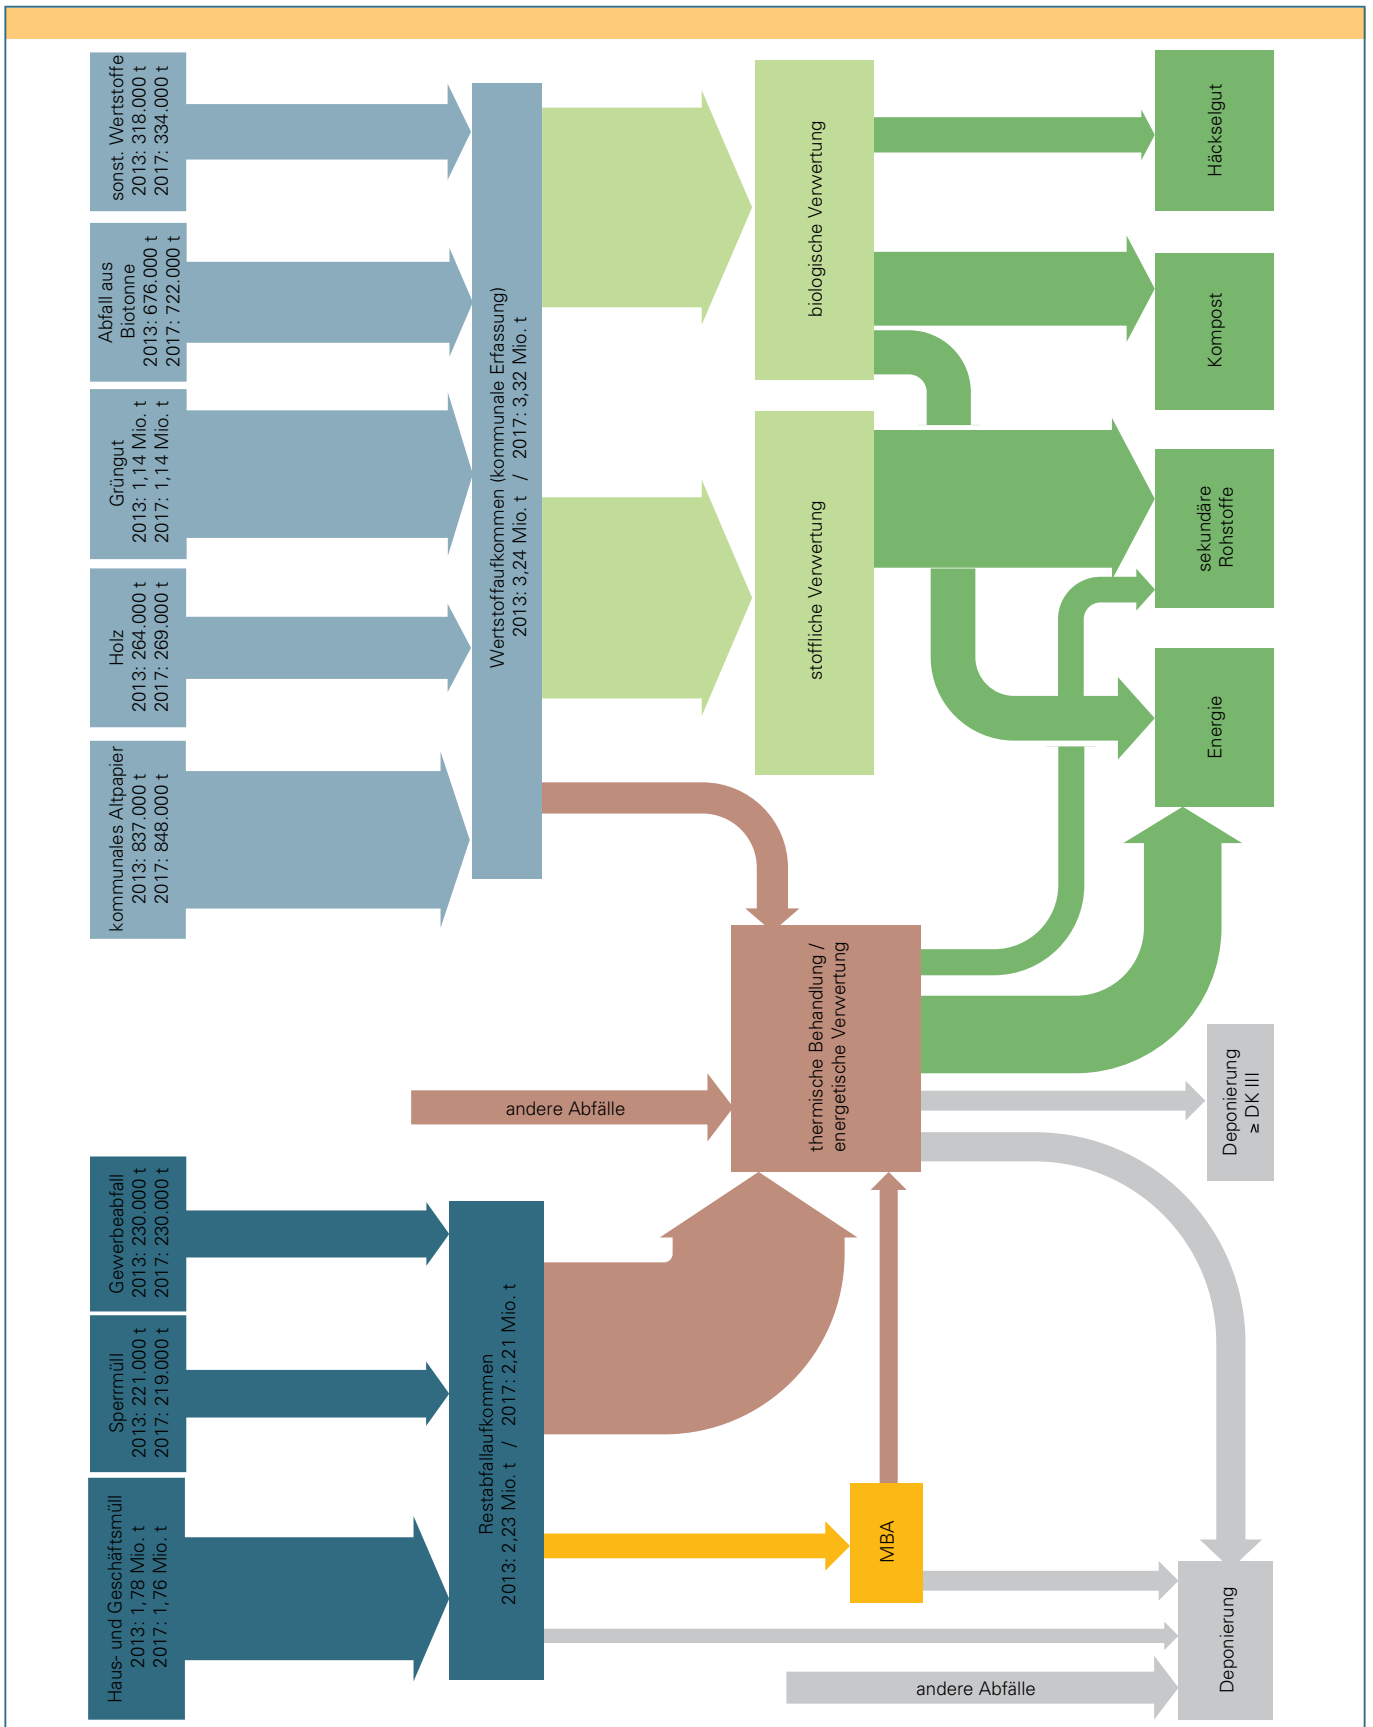 Haus- und Geschäftsmüll
2013: 1,78 Mio. t
2017: 1,76 Mio. t
Sperrmüll
2013: 221.000 t
2017: 219.000 t
Gewerbeabfall
2013: 230.000 t
2017: 230.000 t
kommunales Altpapier
2013: 837.000 t
2017: 848.000 t
Holz
2013: 264.000 t
2017: 269.000 t
Grüngut
2013: 1,14 Mio. t
2017: 1,14 Mio. t
Abfall aus
Biotonne
2013: 676.000 t
2017: 722.000 t
sonst. Wertstoffe
2013: 318.000 t
2017: 334.000 t
Restabfallaufkommen
2013: 2,23 Mio. t / 2017: 2,21 Mio. t
Wertstoffaufkommen (kommunale Erfassung)
2013: 3,24 Mio. t / 2017: 3,32 Mio. t
andere Abfälle
MBA
thermische Behandlung /
energetische Verwertung
stoffliche Verwertung
biologische Verwertung
andere Abfälle
Deponierung
Deponierung
≥ DK III
Energie
sekundäre
Rohstoffe
Kompost
Häckselgut